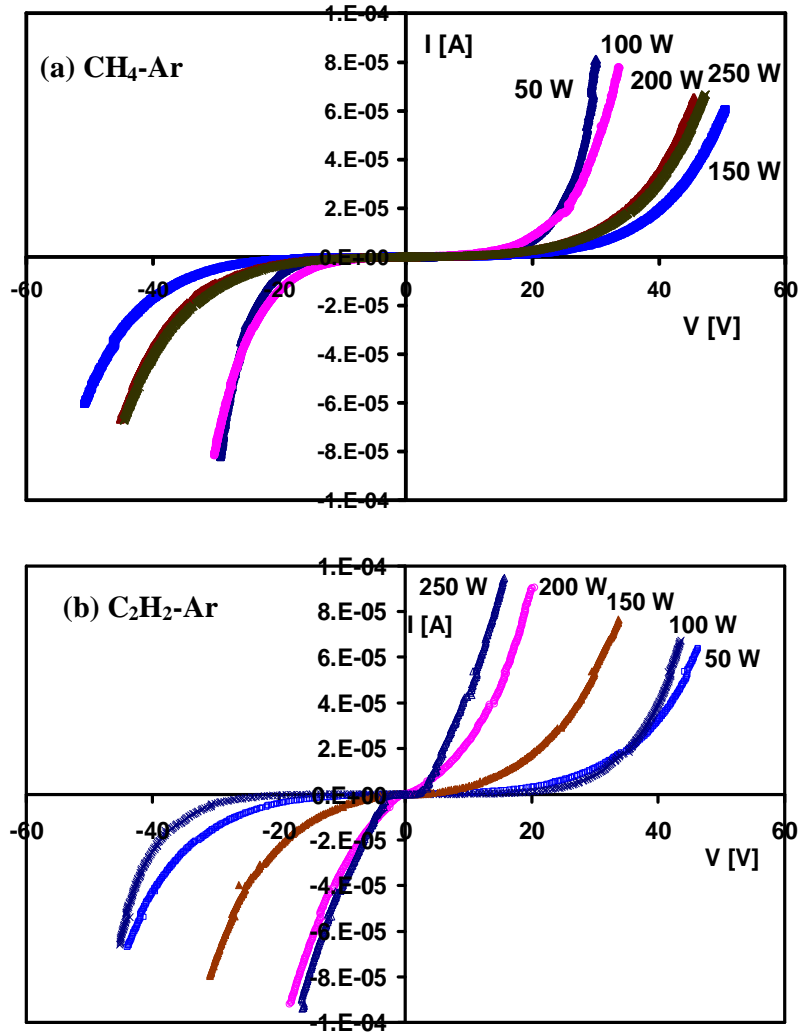 1.E-04
I [A]
(a) CH₄-Ar
100 W
8.E-05
50 W
200 W
250 W
6.E-05
4.E-05
150 W
2.E-05
0.E+00
-60
-40
-20
0
20
40
60
-2.E-05
V [V]
-4.E-05
-6.E-05
-8.E-05
-1.E-04
1.E-04
(b) C₂H₂-Ar
250 W
200 W
150 W
8.E-05
I [A]
100 W
6.E-05
50 W
4.E-05
2.E-05
0.E+00
-60
-40
-20
0
20
40
60
-2.E-05
V [V]
-4.E-05
-6.E-05
-8.E-05
-1.E-04